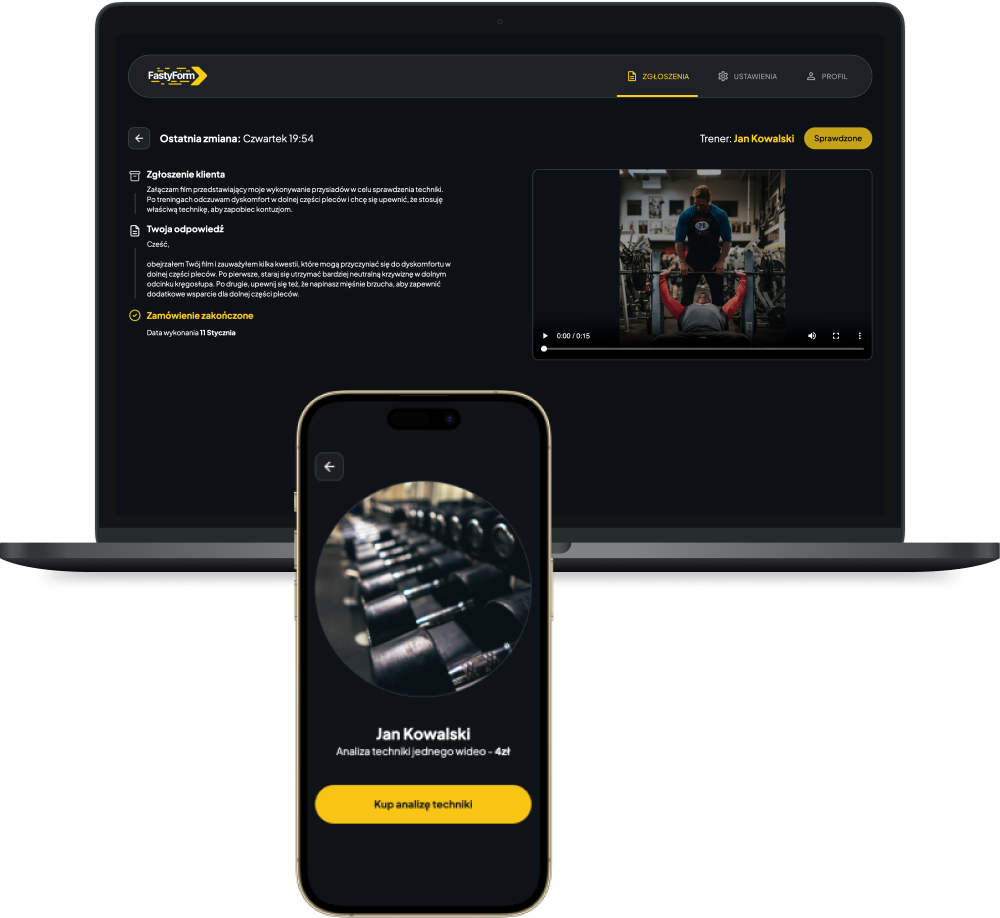 FastyForm
ZGŁOSZENIA
USTAWIENIA
PROFIL
Ostatnia zmiana: Czwartek 19:54
Trener: Jan Kowalski
Sprawdzone
Zgłoszenie klienta
Załączam film przedstawiający moje wykonywanie przysiadów w celu sprawdzenia techniki.
Po treningach odczuwam dyskomfort w dolnej części pleców i chcę się upewnić, że stosuję
właściwą technikę, aby zapobiec kontuzjom.
Twoja odpowiedź
Cześć,
obejrzałem Twój film i zauważyłem kilka kwestii, które mogą przyczyniać się do dyskomfortu w
dolnej części pleców. Po pierwsze, staraj się utrzymać bardziej neutralną krzywiznę w dolnym
odcinku kręgosłupa. Po drugie, upewnij się też, że napinasz mięśnie brzucha, aby zapewnić
dodatkowe wsparcie dla dolnej części pleców.
Zamówienie zakończone
Data wykonania 11 Stycznia
0:00 / 0:15
Jan Kowalski
Analiza techniki jednego wideo - 4zł
Kup analizę techniki